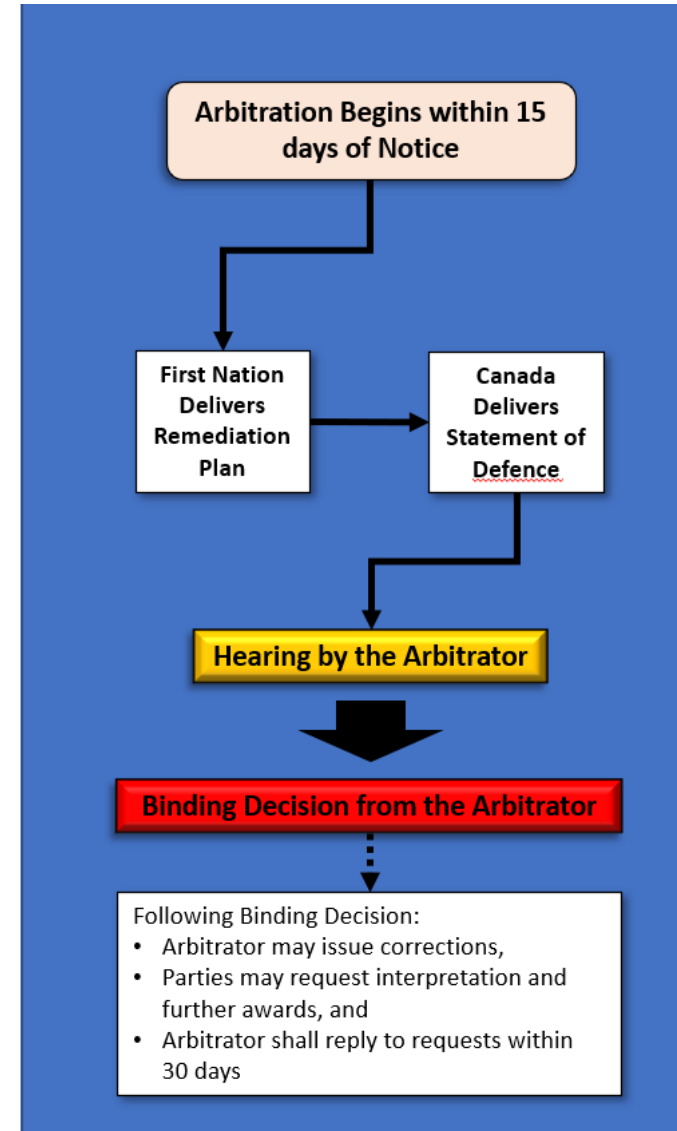 Arbitration Begins within 15
days of Notice
First Nation
Delivers
Remediation
Plan
Canada
Delivers
Statement of
Defence
Hearing by the Arbitrator
Binding Decision from the Arbitrator
Following Binding Decision:
• Arbitrator may issue corrections,
• Parties may request interpretation and
further awards, and
• Arbitrator shall reply to requests within
30 days